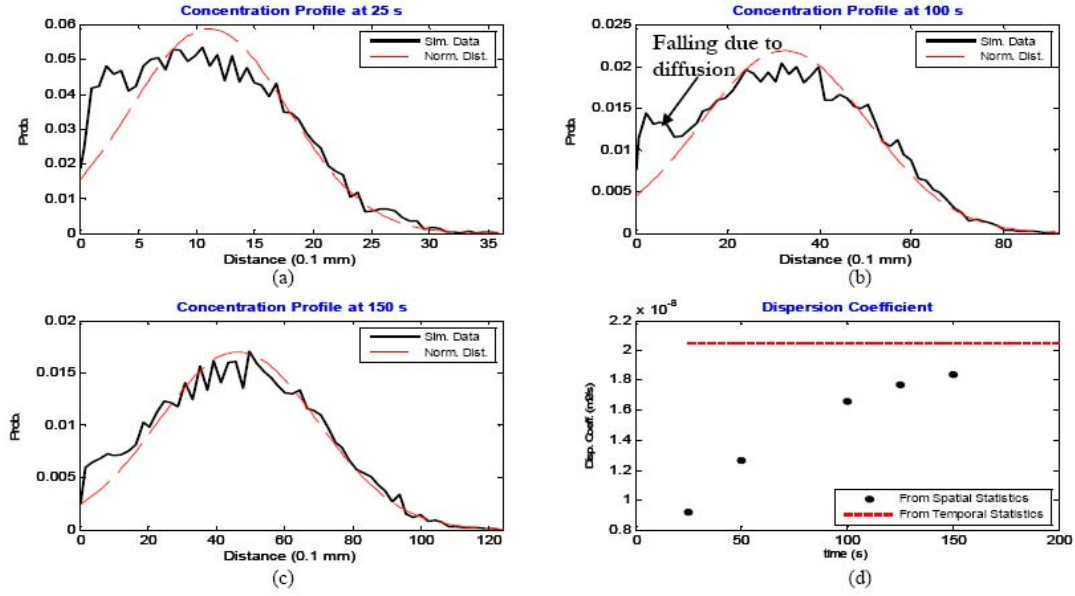 Concentration Profile at 25 s
0.06
0.05
0.04
0.03
0.02
0.01
0
Prob.
Sim. Data
Norm. Dist.
0 5 10 15 20 25 30 35
Distance (0.1 mm)
(a)
Concentration Profile at 100 s
0.025
0.02
0.015
0.01
0.005
0
Prob.
Falling due to
diffusion
Sim. Data
Norm. Dist.
0 20 40 60 80
Distance (0.1 mm)
(b)
Concentration Profile at 150 s
0.02
0.015
0.01
0.005
0
Prob.
Sim. Data
Norm. Dist.
0 20 40 60 80 100 120
Distance (0.1 mm)
(c)
Dispersion Coefficient
x 10-8
2.2
2
1.8
1.6
1.4
1.2
1
0.8
Disp. Coeff. (m2/s)
From Spatial Statistics
From Temporal Statistics
0 50 100 150 200
time (s)
(d)